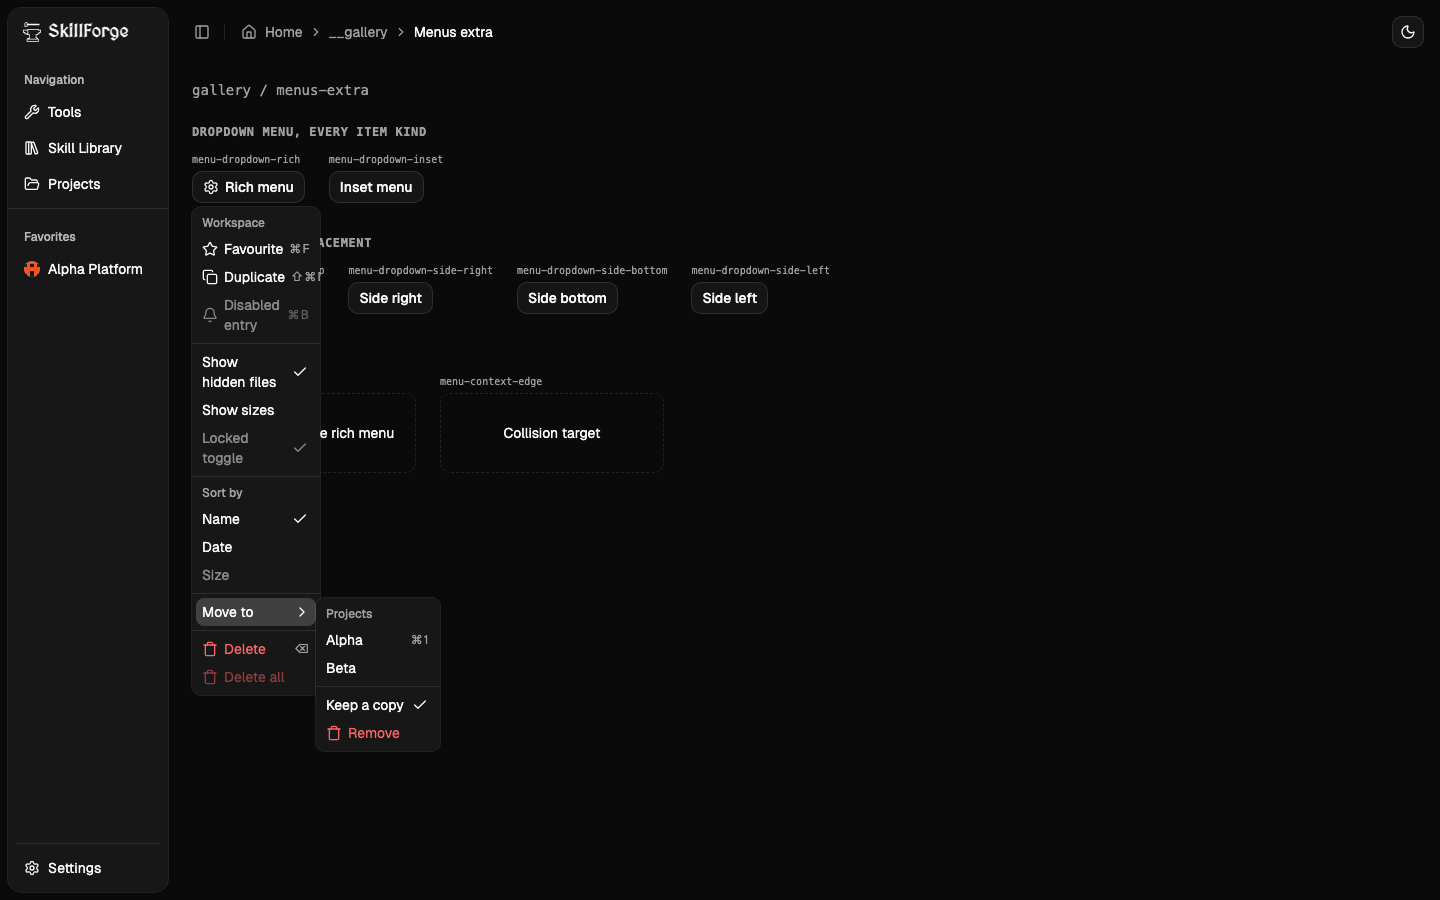 SkillForge
Home > __gallery > Menus extra
Navigation
Tools
Skill Library
Projects
Favorites
Alpha Platform
Settings
gallery / menus-extra
DROPDOWN MENU, EVERY ITEM KIND
menu-dropdown-rich
menu-dropdown-inset
Rich menu
Inset menu
ACEMENT
menu-dropdown-side-right
menu-dropdown-side-bottom
menu-dropdown-side-left
Side right
Side bottom
Side left
menu-context-edge
e rich menu
Collision target
Workspace
Favourite ⌘F
Duplicate ⇧⌘
Disabled
entry ⌘B
Show
hidden files
Show sizes
Locked
toggle
Sort by
Name
Date
Size
Move to
Delete ⌫
Delete all
Projects
Alpha ⌘1
Beta
Keep a copy
Remove